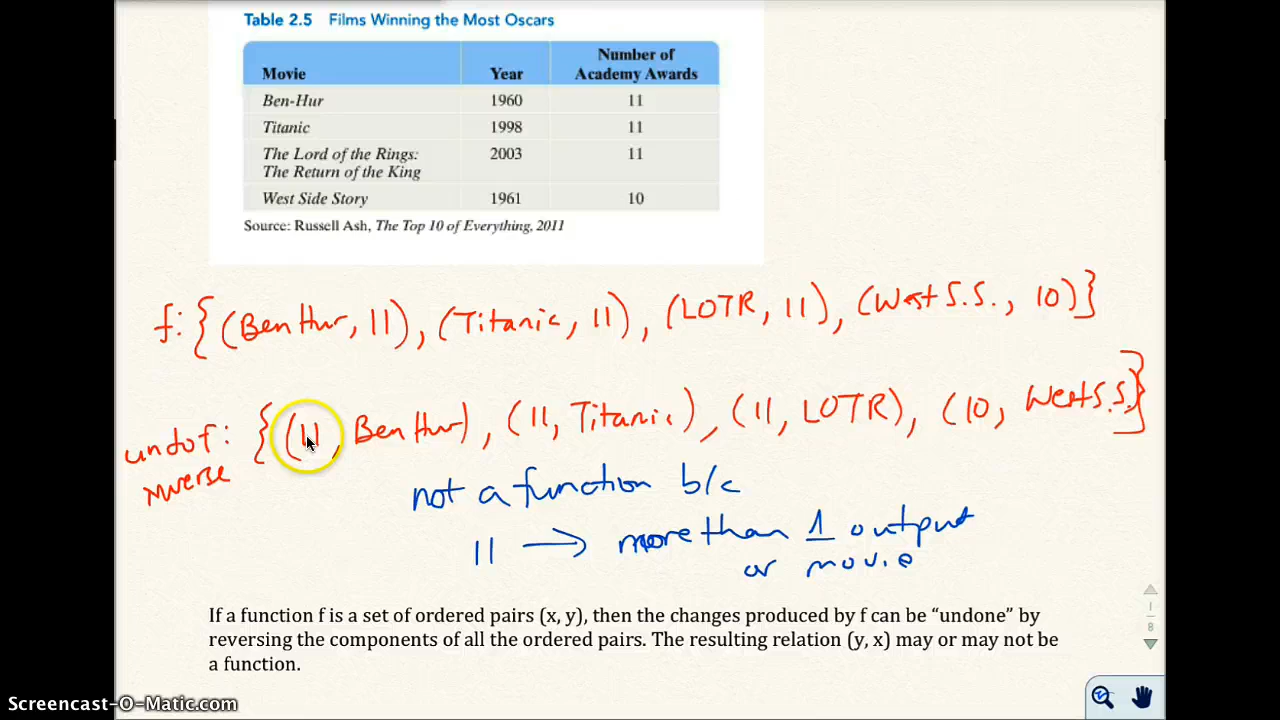 Table 2.5 Films Winning the Most Oscars
Movie Year Number of Academy Awards
Ben-Hur 1960 11
Titanic 1998 11
The Lord of the Rings: 2003 11
The Return of the King
West Side Story 1961 10
Source: Russell Ash, The Top 10 of Everything, 2011
f: {(Ben Hur, 11), (Titanic, 11), (LOTR, 11), (West S.S., 10)}
undo f: {(11, Ben Hur), (11, Titanic), (11, LOTR), (10, West S.S.)}
inverse
not a function b/c
11 → more than 1 output
or movie
If a function f is a set of ordered pairs (x, y), then the changes produced by f can be “undone” by
reversing the components of all the ordered pairs. The resulting relation (y, x) may or may not be
a function.
1
8
Screencast-O-Matic.com